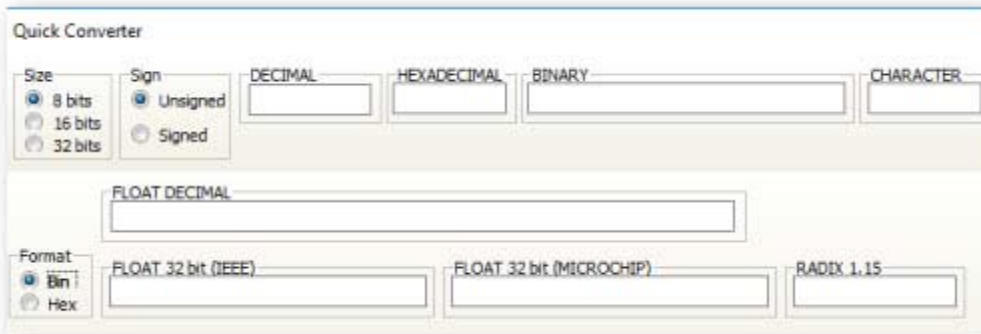 Quick Converter
Size Sign DECIMAL HEXADECIMAL BINARY CHARACTER
8 bits Unsigned
16 bits
Signed
32 bits
FLOAT DECIMAL
Format
FLOAT 32 bit (IEEE) FLOAT 32 bit (MICROCHIP) RADIX 1.15
Bin
Hex